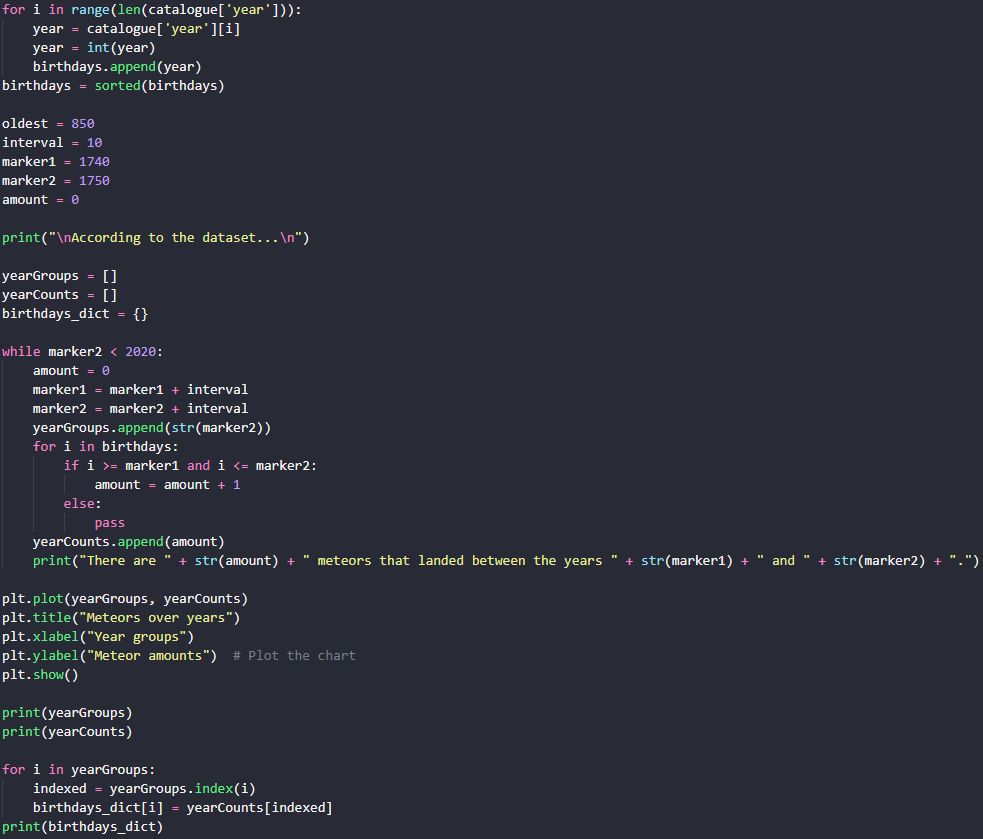 for i in range(len(catalogue['year'])):
    year = catalogue['year'][i]
    year = int(year)
    birthdays.append(year)
birthdays = sorted(birthdays)

oldest = 850
interval = 10
marker1 = 1740
marker2 = 1750
amount = 0

print("\nAccording to the dataset...\n")

yearGroups = []
yearCounts = []
birthdays_dict = {}

while marker2 < 2020:
    amount = 0
    marker1 = marker1 + interval
    marker2 = marker2 + interval
    yearGroups.append(str(marker2))
    for i in birthdays:
        if i >= marker1 and i <= marker2:
            amount = amount + 1
        else:
            pass
    yearCounts.append(amount)
    print("There are " + str(amount) + " meteors that landed between the years " + str(marker1) + " and " + str(marker2) + ".")

plt.plot(yearGroups, yearCounts)
plt.title("Meteors over years")
plt.xlabel("Year groups")
plt.ylabel("Meteor amounts")  # Plot the chart
plt.show()

print(yearGroups)
print(yearCounts)

for i in yearGroups:
    indexed = yearGroups.index(i)
    birthdays_dict[i] = yearCounts[indexed]
print(birthdays_dict)